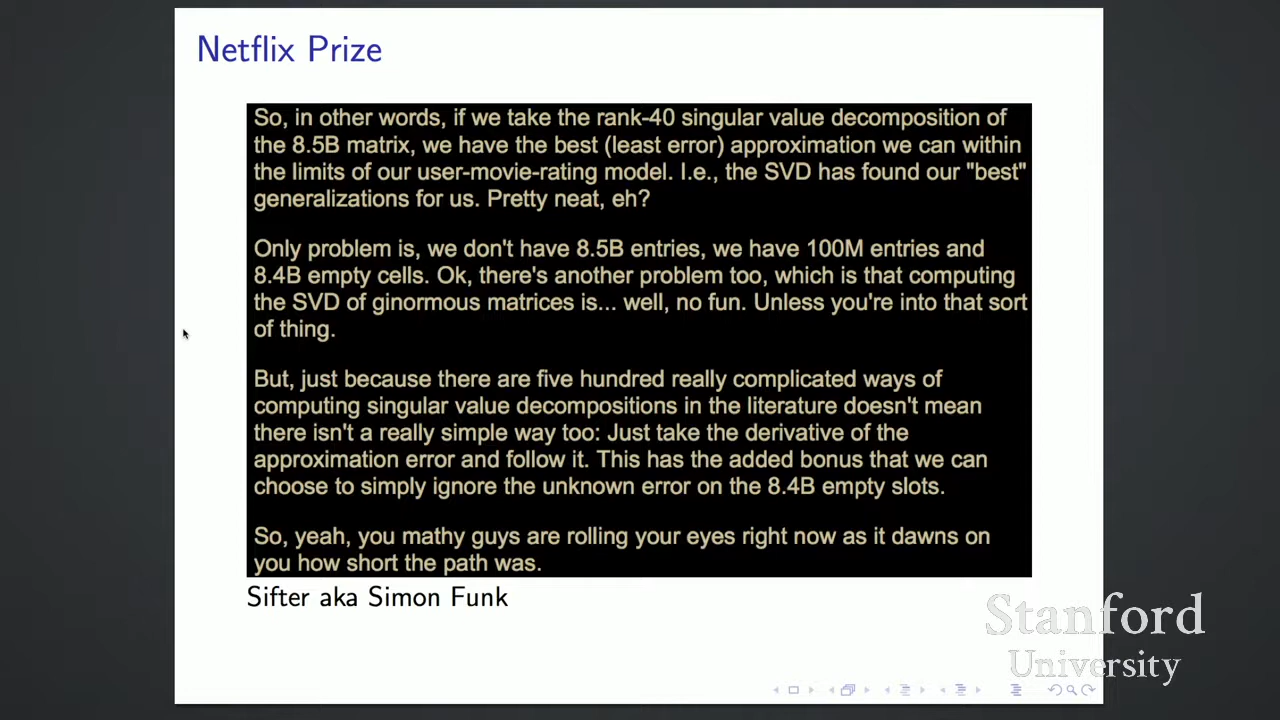 Netflix Prize
So, in other words, if we take the rank-40 singular value decomposition of
the 8.5B matrix, we have the best (least error) approximation we can within
the limits of our user-movie-rating model. I.e., the SVD has found our "best"
generalizations for us. Pretty neat, eh?
Only problem is, we don't have 8.5B entries, we have 100M entries and
8.4B empty cells. Ok, there's another problem too, which is that computing
the SVD of ginormous matrices is... well, no fun. Unless you're into that sort
of thing.
But, just because there are five hundred really complicated ways of
computing singular value decompositions in the literature doesn't mean
there isn't a really simple way too: Just take the derivative of the
approximation error and follow it. This has the added bonus that we can
choose to simply ignore the unknown error on the 8.4B empty slots.
So, yeah, you mathy guys are rolling your eyes right now as it dawns on
you how short the path was.
Sifter aka Simon Funk
Stanford
University